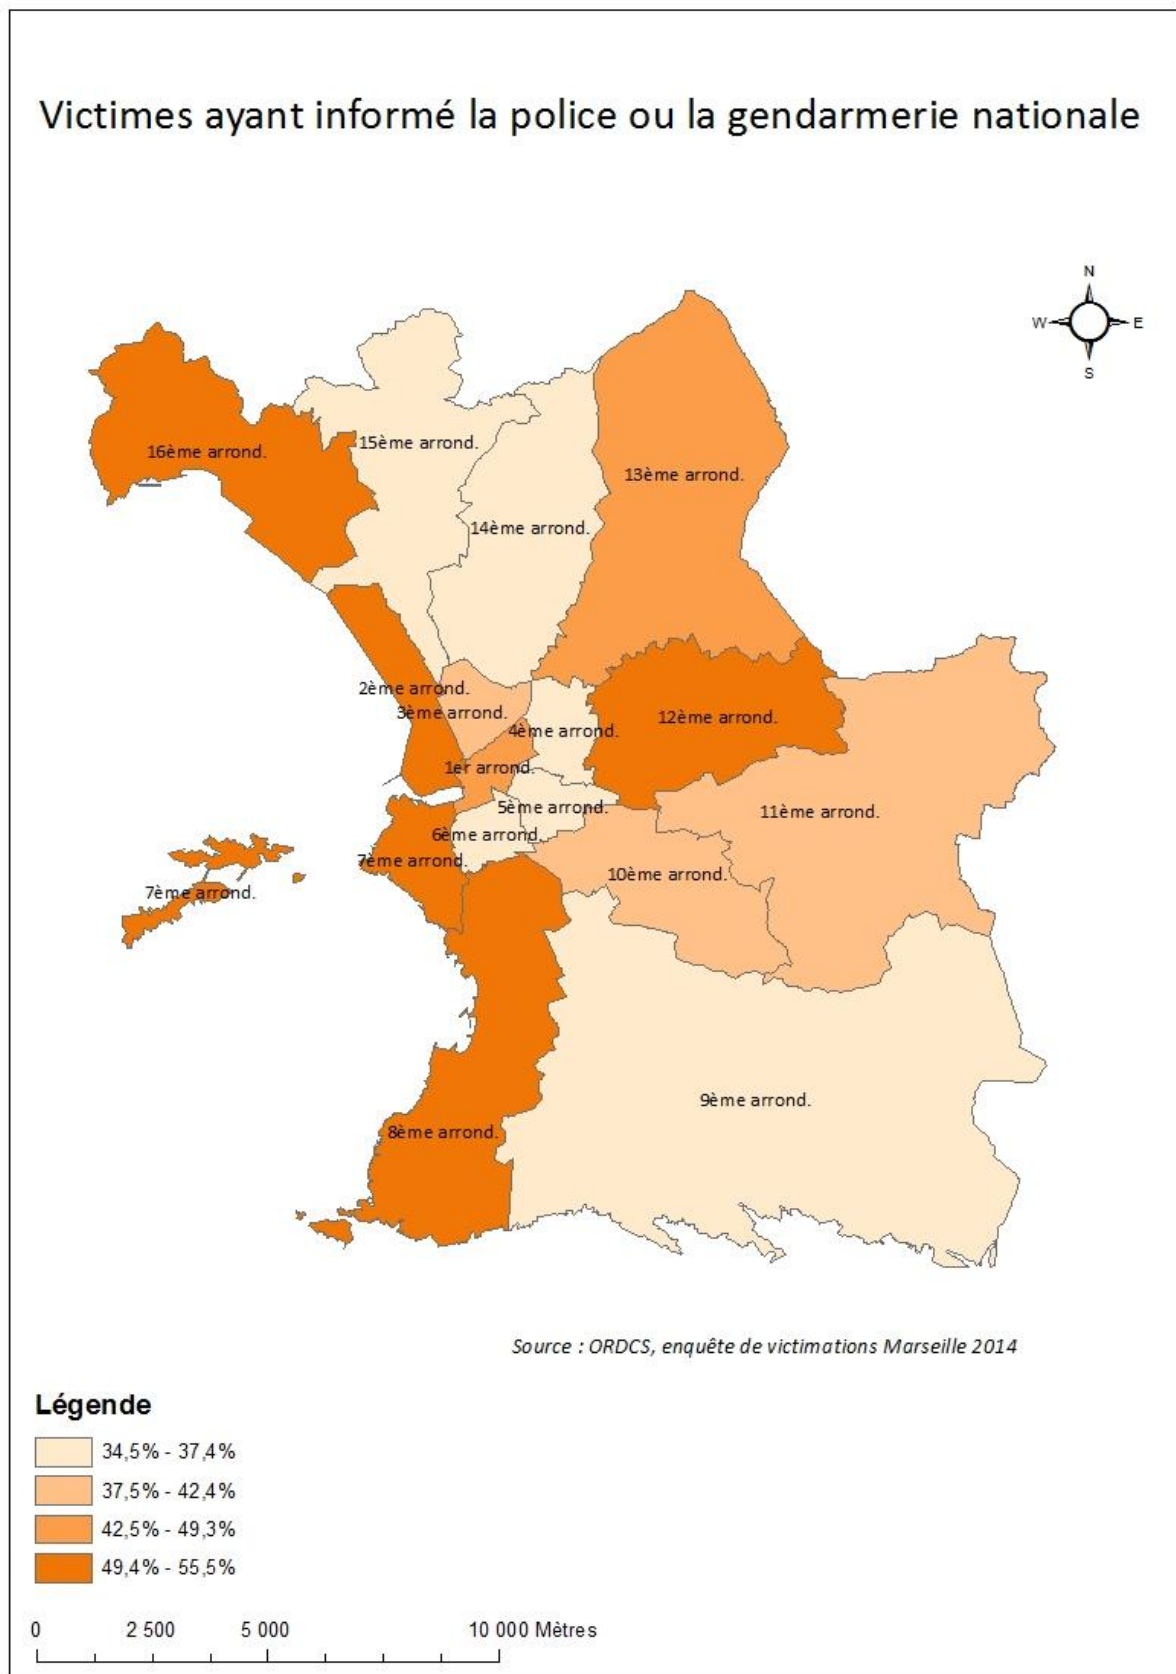 Victimes ayant informé la police ou la gendarmerie nationale
N
W E
S
16ème arrond.
15ème arrond.
13ème arrond.
14ème arrond.
2ème arrond.
3ème arrond.
4ème arrond.
12ème arrond.
1er arrond.
5ème arrond.
11ème arrond.
6ème arrond.
7ème arrond.
10ème arrond.
7ème arrond.
9ème arrond.
8ème arrond.
Source : ORDCS, enquête de victimations Marseille 2014
Légende
34,5% - 37,4%
37,5% - 42,4%
42,5% - 49,3%
49,4% - 55,5%
0 2 500 5 000 10 000 Mètres